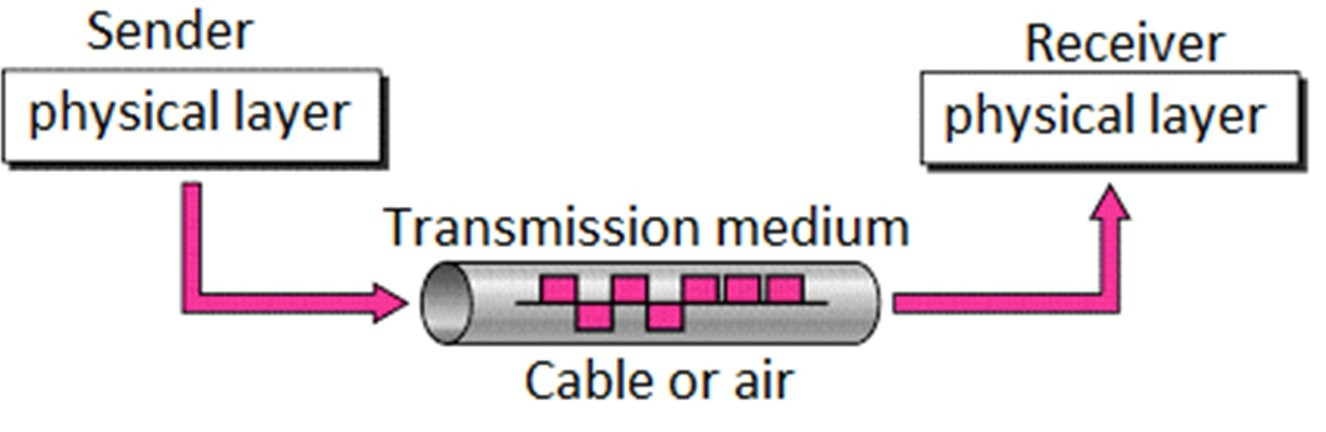 Sender
physical layer
Receiver
physical layer
Transmission medium
Cable or air